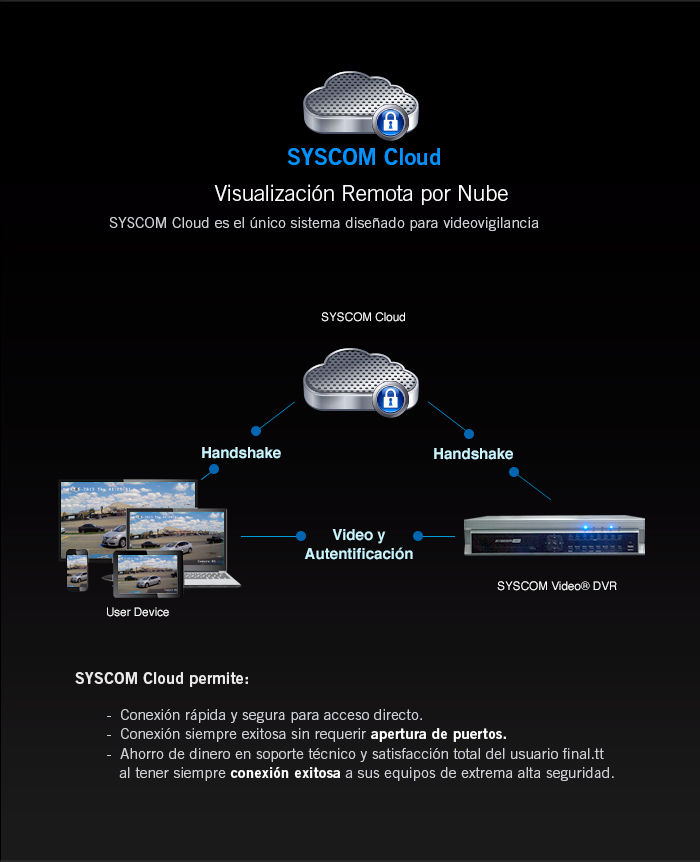 SYSCOM Cloud
Visualización Remota por Nube
SYSCOM Cloud es el único sistema diseñado para videovigilancia
SYSCOM Cloud
Handshake
Handshake
Video y
Autentificación
SYSCOM Video® DVR
User Device
SYSCOM Cloud permite:
- Conexión rápida y segura para acceso directo.
- Conexión siempre exitosa sin requerir apertura de puertos.
- Ahorro de dinero en soporte técnico y satisfacción total del usuario final.tt
al tener siempre conexión exitosa a sus equipos de extrema alta seguridad.